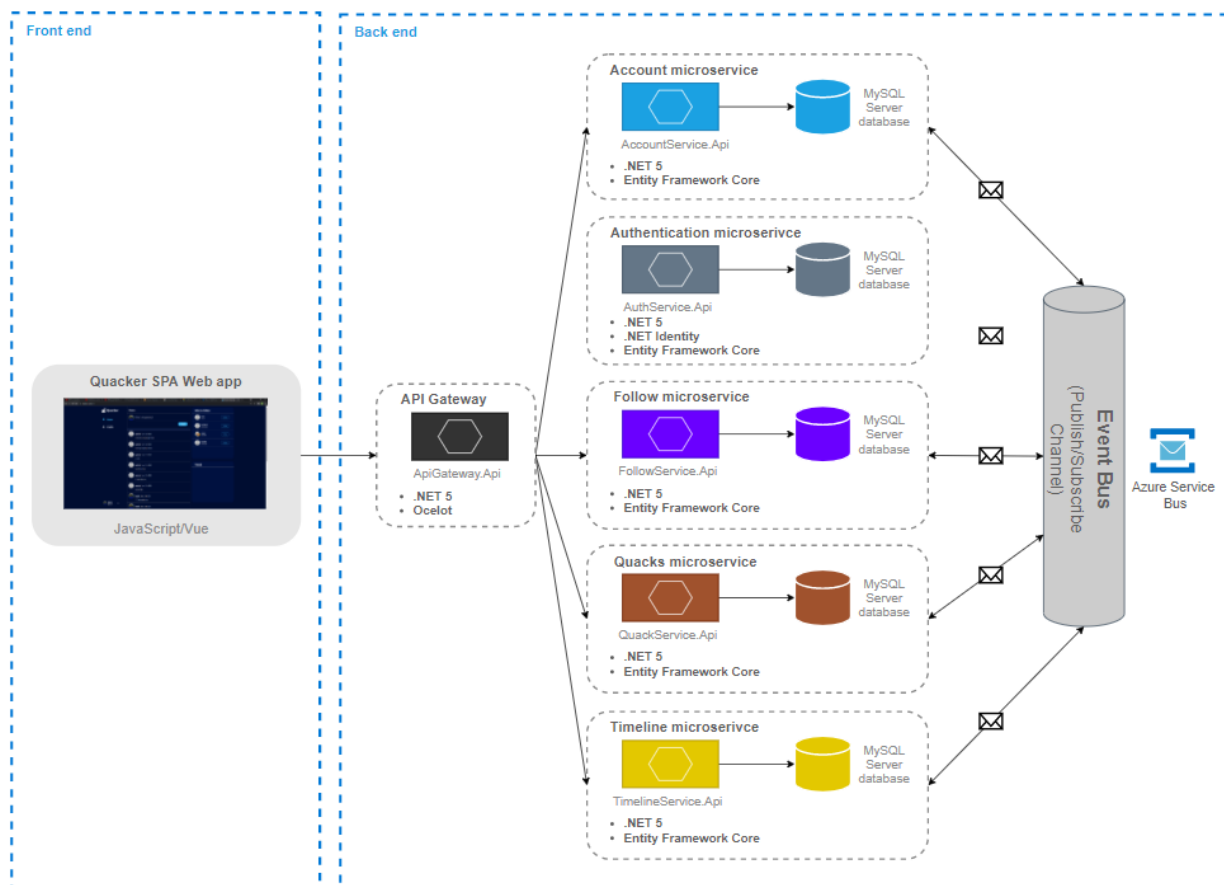 Front end
Back end
Quacker SPA Web app
JavaScript/Vue
API Gateway
ApiGateway.Api
• .NET 5
• Ocelot
Account microservice
AccountService.Api
MySQL
Server
database
• .NET 5
• Entity Framework Core
Authentication microserivce
AuthService.Api
MySQL
Server
database
• .NET 5
• .NET Identity
• Entity Framework Core
Follow microservice
FollowService.Api
MySQL
Server
database
• .NET 5
• Entity Framework Core
Quacks microservice
QuackService.Api
MySQL
Server
database
• .NET 5
• Entity Framework Core
Timeline microserivce
TimelineService.Api
MySQL
Server
database
• .NET 5
• Entity Framework Core
Event Bus
(Publish/Subscribe
Channel)
Azure Service
Bus